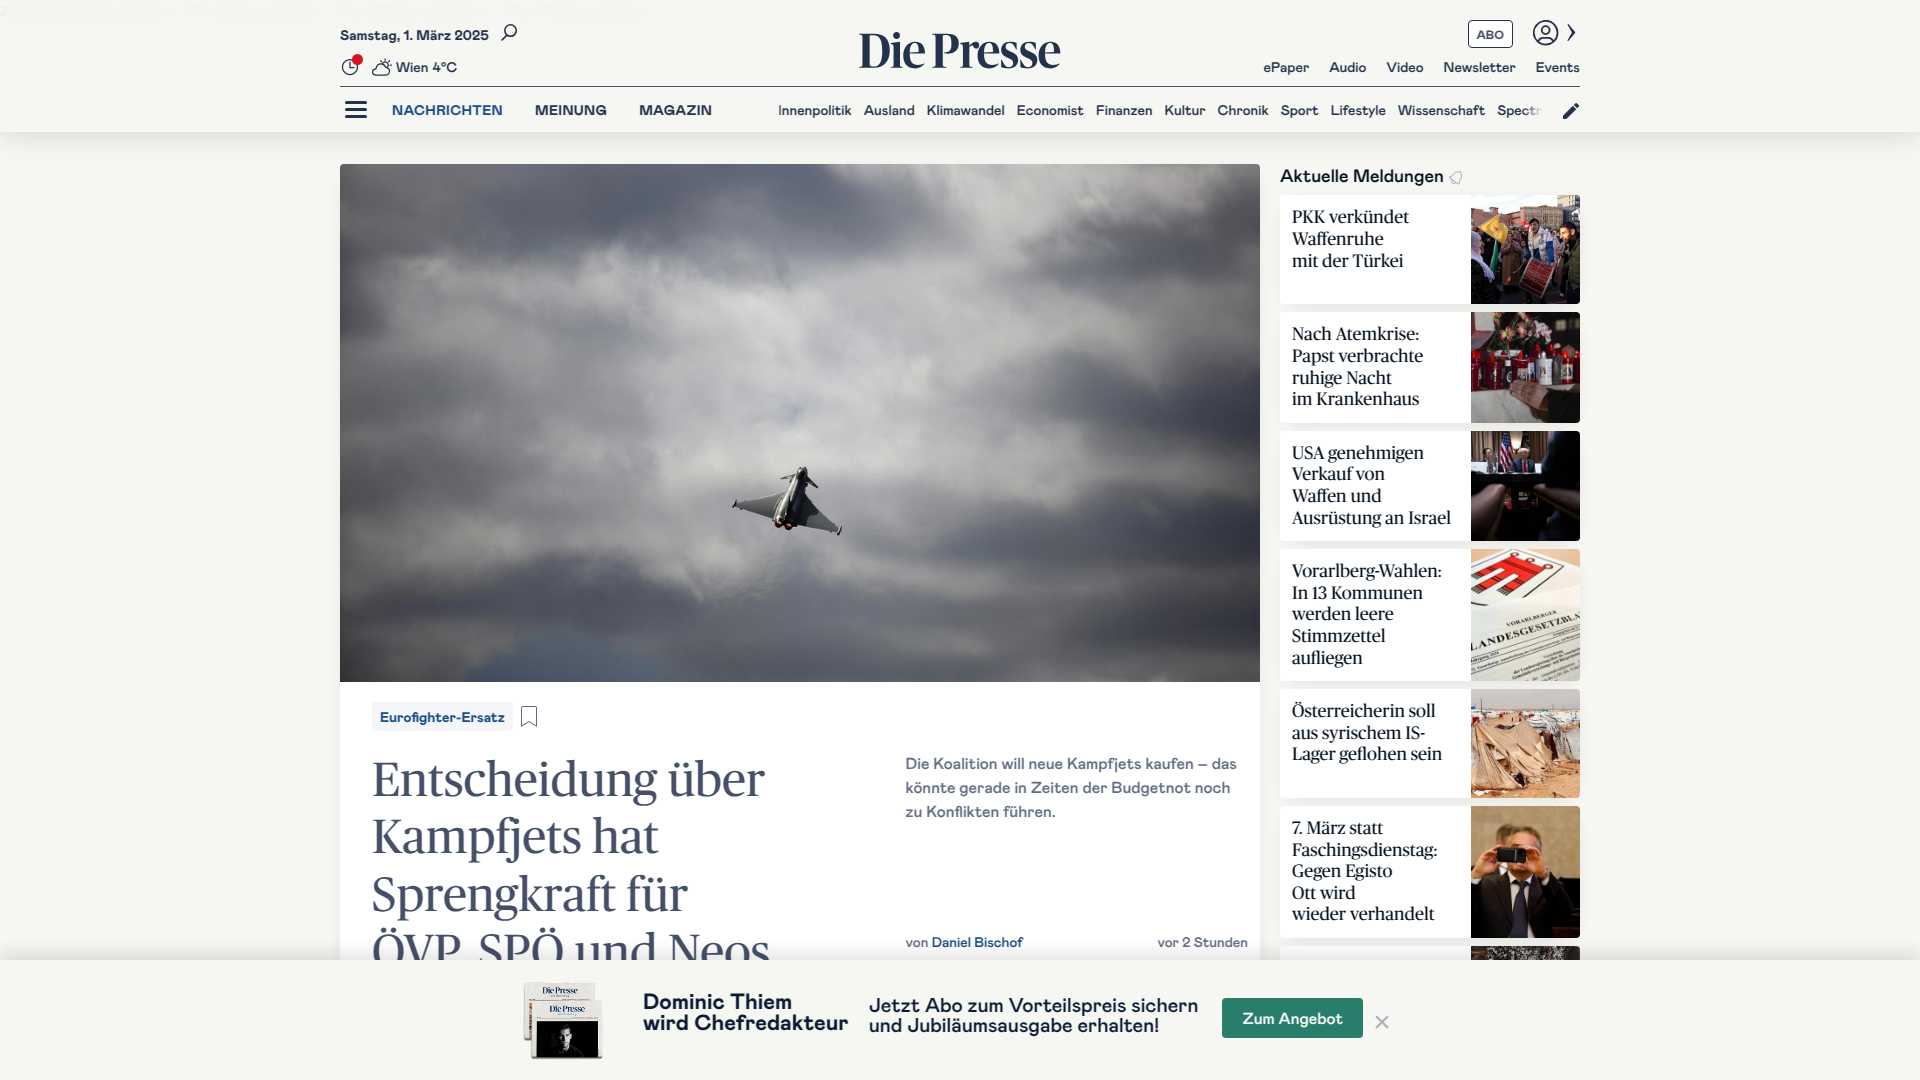 Samstag, 1. März 2025
Die Presse
ABO
Wien 4°C
ePaper Audio Video Newsletter Events
NACHRICHTEN MEINUNG MAGAZIN
Innenpolitik Ausland Klimawandel Economist Finanzen Kultur Chronik Sport Lifestyle Wissenschaft Spectr
Eurofighter-Ersatz
Entscheidung über
Kampfjets hat
Sprengkraft für
ÖVP, SPÖ und Neos
Die Koalition will neue Kampfjets kaufen – das
könnte gerade in Zeiten der Budgetnot noch
zu Konflikten führen.
von Daniel Bischof vor 2 Stunden
Aktuelle Meldungen
PKK verkündet
Waffenruhe
mit der Türkei
Nach Atemkrise:
Papst verbrachte
ruhige Nacht
im Krankenhaus
USA genehmigen
Verkauf von
Waffen und
Ausrüstung an Israel
Vorarlberg-Wahlen:
In 13 Kommunen
werden leere
Stimmzettel
aufliegen
VORARLBERGER
LANDESGESETZBLA
Österreicherin soll
aus syrischem IS-
Lager geflohen sein
7. März statt
Faschingsdienstag:
Gegen Egisto
Ott wird
wieder verhandelt
Die Presse
Die Presse
Dominic Thiem
wird Chefredakteur
Jetzt Abo zum Vorteilspreis sichern
und Jubiläumsausgabe erhalten!
Zum Angebot